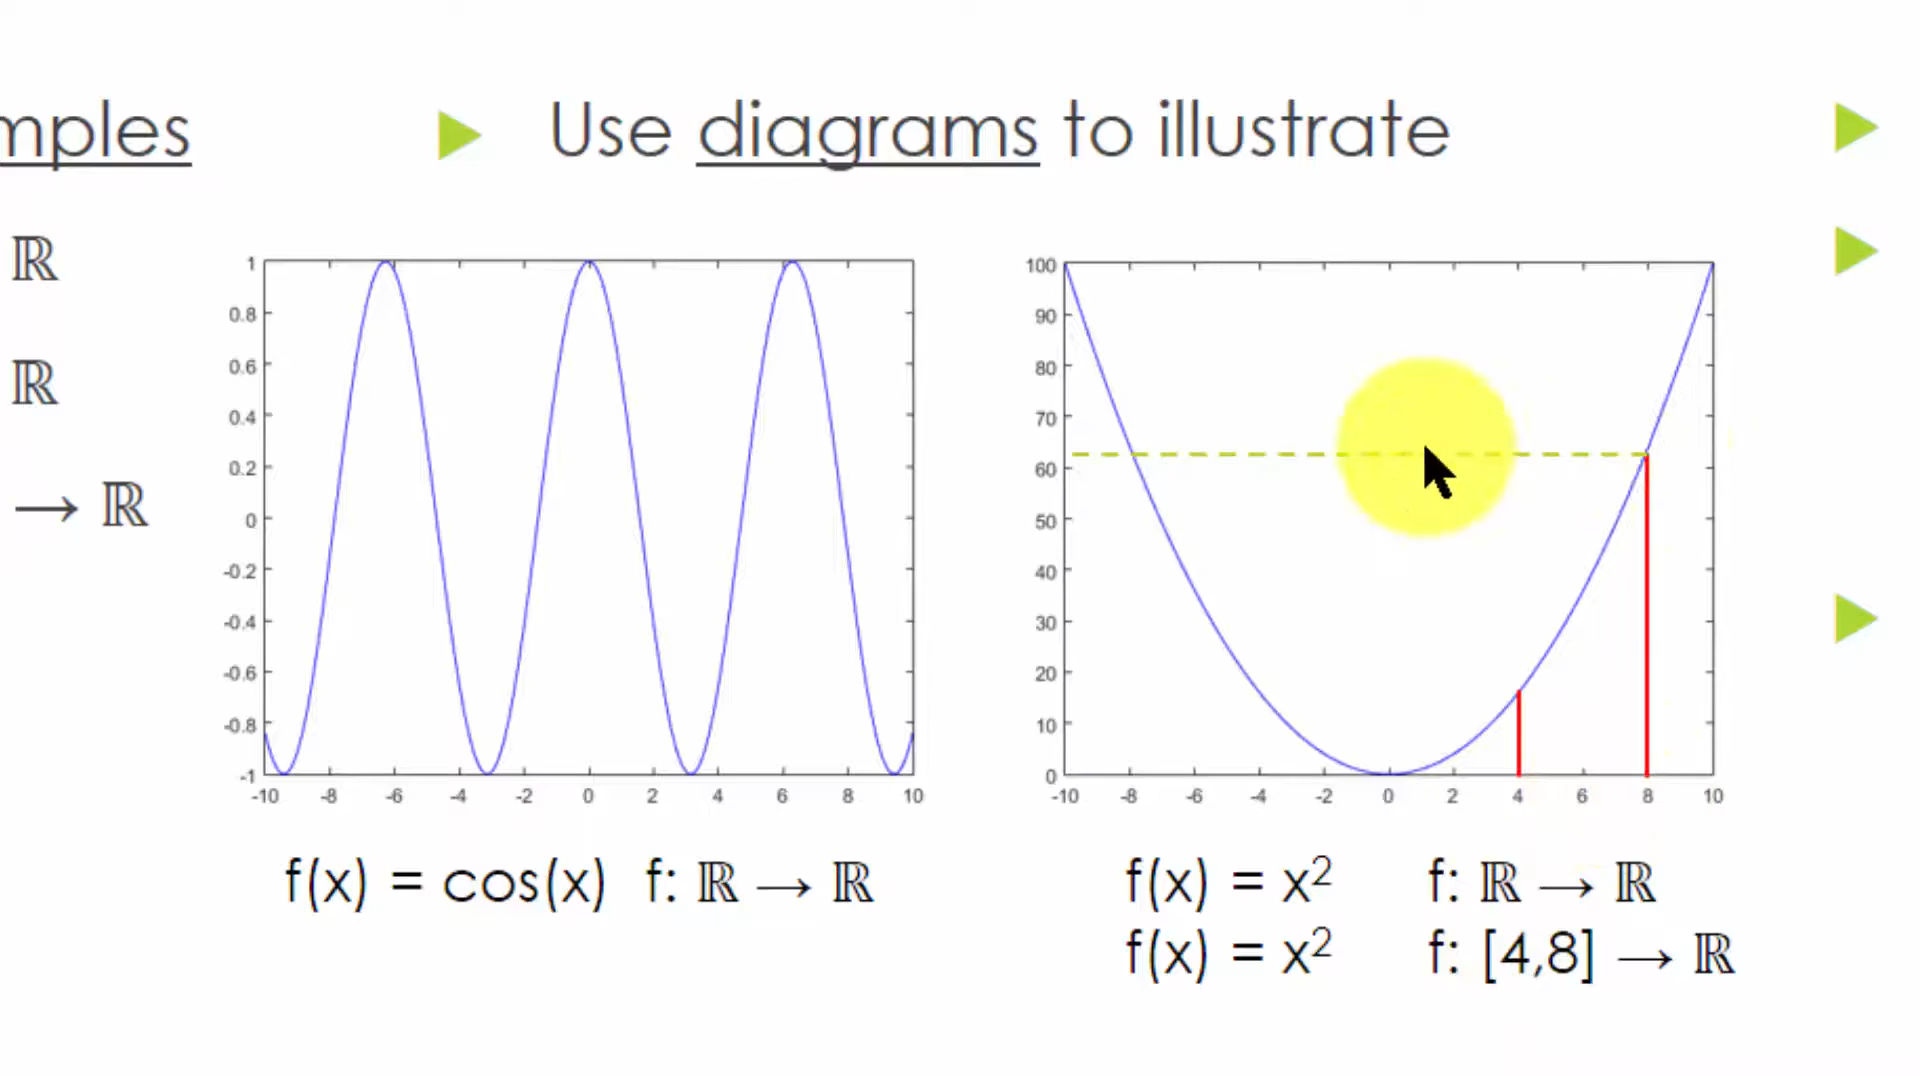 mples
ℝ
ℝ
→ ℝ
Use diagrams to illustrate
1
0.8
0.6
0.4
0.2
0
-0.2
-0.4
-0.6
-0.8
-1
-10 -8 -6 -4 -2 0 2 4 6 8 10
f(x) = cos(x) f: ℝ → ℝ
100
90
80
70
60
50
40
30
20
10
0
-10 -8 -6 -4 -2 0 2 4 6 8 10
f(x) = x² f: ℝ → ℝ
f(x) = x² f: [4,8] → ℝ